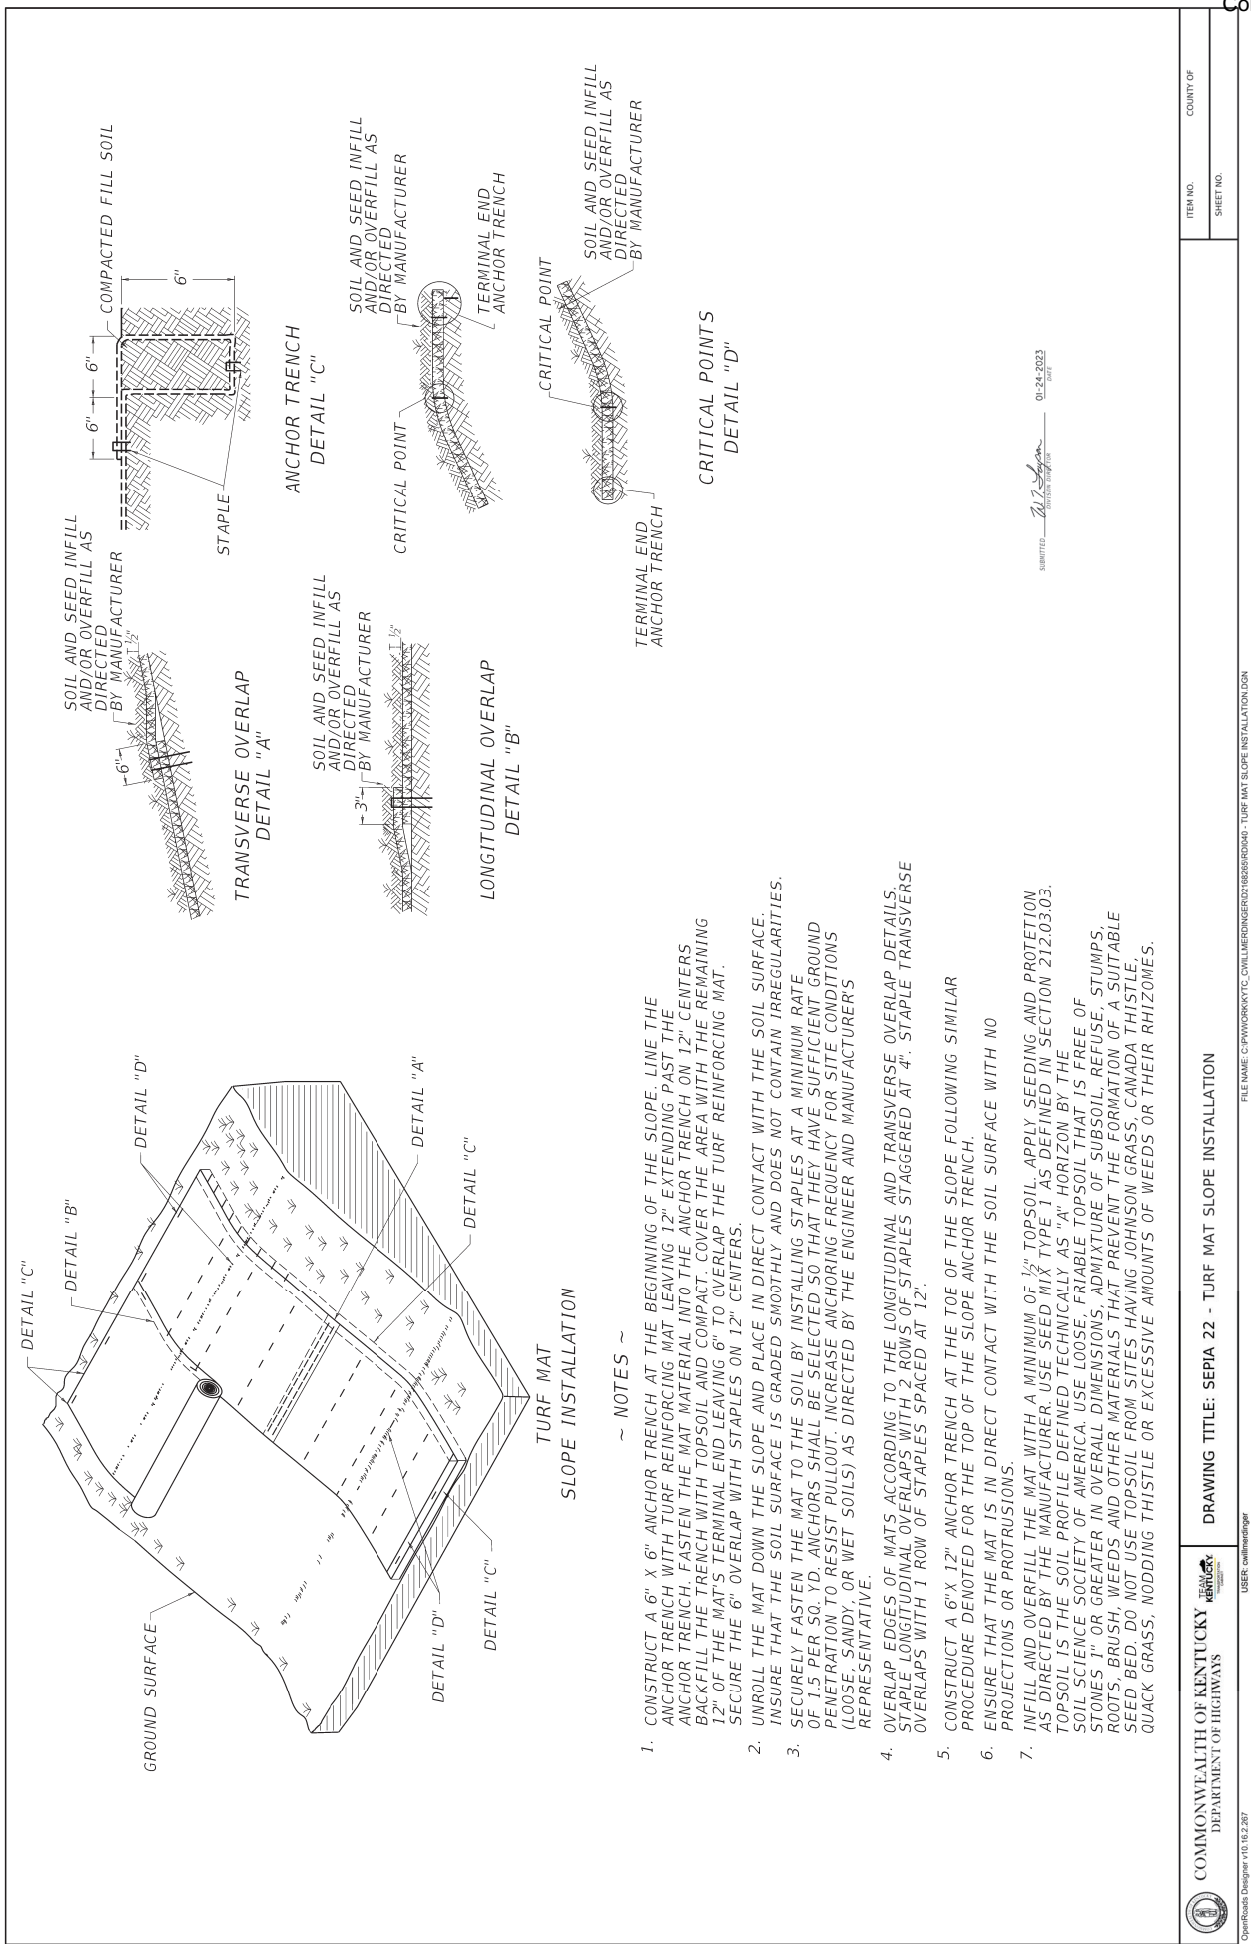 Co
DETAIL "C"
DETAIL "B"
DETAIL "D"
GROUND SURFACE
DETAIL "A"
DETAIL "C"
DETAIL "D"
DETAIL "C"
TURF MAT
SLOPE INSTALLATION
SOIL AND SEED INFILL
AND/OR OVERFILL AS
DIRECTED
BY MANUFACTURER
6"
1/2"
TRANSVERSE OVERLAP
DETAIL "A"
SOIL AND SEED INFILL
AND/OR OVERFILL AS
DIRECTED
BY MANUFACTURER
3"
1/2"
LONGITUDINAL OVERLAP
DETAIL "B"
6"
6"
COMPACTED FILL SOIL
6"
STAPLE
ANCHOR TRENCH
DETAIL "C"
SOIL AND SEED INFILL
AND/OR OVERFILL AS
DIRECTED
BY MANUFACTURER
CRITICAL POINT
TERMINAL END
ANCHOR TRENCH
CRITICAL POINT
SOIL AND SEED INFILL
AND/OR OVERFILL AS
DIRECTED
BY MANUFACTURER
TERMINAL END
ANCHOR TRENCH
CRITICAL POINTS
DETAIL "D"
~ NOTES ~
1. CONSTRUCT A 6" X 6" ANCHOR TRENCH AT THE BEGINNING OF THE SLOPE. LINE THE
ANCHOR TRENCH WITH TURF REINFORCING MAT LEAVING 12" EXTENDING PAST THE
ANCHOR TRENCH. FASTEN THE MAT MATERIAL INTO THE ANCHOR TRENCH ON 12" CENTERS
BACKFILL THE TRENCH WITH TOPSOIL AND COMPACT. COVER THE AREA WITH THE REMAINING
12" OF THE MAT'S TERMINAL END LEAVING 6" TO OVERLAP THE TURF REINFORCING MAT.
SECURE THE 6" OVERLAP WITH STAPLES ON 12" CENTERS.
2. UNROLL THE MAT DOWN THE SLOPE AND PLACE IN DIRECT CONTACT WITH THE SOIL SURFACE.
INSURE THAT THE SOIL SURFACE IS GRADED SMOOTHLY AND DOES NOT CONTAIN IRREGULARITIES.
3. SECURELY FASTEN THE MAT TO THE SOIL BY INSTALLING STAPLES AT A MINIMUM RATE
OF 1.5 PER SQ. YD. ANCHORS SHALL BE SELECTED SO THAT THEY HAVE SUFFICIENT GROUND
PENETRATION TO RESIST PULLOUT. INCREASE ANCHORING FREQUENCY FOR SITE CONDITIONS
(LOOSE, SANDY, OR WET SOILS) AS DIRECTED BY THE ENGINEER AND MANUFACTURER'S
REPRESENTATIVE.
4. OVERLAP EDGES OF MATS ACCORDING TO THE LONGITUDINAL AND TRANSVERSE OVERLAP DETAILS.
STAPLE LONGITUDINAL OVERLAPS WITH 2 ROWS OF STAPLES STAGGERED AT 4". STAPLE TRANSVERSE
OVERLAPS WITH 1 ROW OF STAPLES SPACED AT 12".
5. CONSTRUCT A 6"X 12" ANCHOR TRENCH AT THE TOE OF THE SLOPE FOLLOWING SIMILAR
PROCEDURE DENOTED FOR THE TOP OF THE SLOPE ANCHOR TRENCH.
6. ENSURE THAT THE MAT IS IN DIRECT CONTACT WITH THE SOIL SURFACE WITH NO
PROJECTIONS OR PROTRUSIONS.
7. INFILL AND OVERFILL THE MAT WITH A MINIMUM OF 1/2" TOPSOIL. APPLY SEEDING AND PROTETION
AS DIRECTED BY THE MANUFACTURER. USE SEED MIX TYPE 1 AS DEFINED IN SECTION 212.03.03.
TOPSOIL IS THE SOIL PROFILE DEFINED TECHNICALLY AS "A" HORIZON BY THE
SOIL SCIENCE SOCIETY OF AMERICA. USE LOOSE, FRIABLE TOPSOIL THAT IS FREE OF
STONES 1" OR GREATER IN OVERALL DIMENSIONS, ADMIXTURE OF SUBSOIL, REFUSE, STUMPS,
ROOTS, BRUSH, WEEDS AND OTHER MATERIALS THAT PREVENT THE FORMATION OF A SUITABLE
SEED BED. DO NOT USE TOPSOIL FROM SITES HAVING JOHNSON GRASS, CANADA THISTLE,
QUACK GRASS, NODDING THISTLE OR EXCESSIVE AMOUNTS OF WEEDS OR THEIR RHIZOMES.
SUBMITTED
DIVISION DIRECTOR
01-24-2023
DATE
COMMONWEALTH OF KENTUCKY
DEPARTMENT OF HIGHWAYS
TEAM
KENTUCKY
DRAWING TITLE: SEPIA 22 - TURF MAT SLOPE INSTALLATION
ITEM NO.
COUNTY OF
SHEET NO.
OpenRoads Designer v10.16.2.267
USER: cwillmerdinger
FILE NAME: C:\PWWORK\KYTC_CWILLMERDINGER\D2168265\RDI040 - TURF MAT SLOPE INSTALLATION.DGN